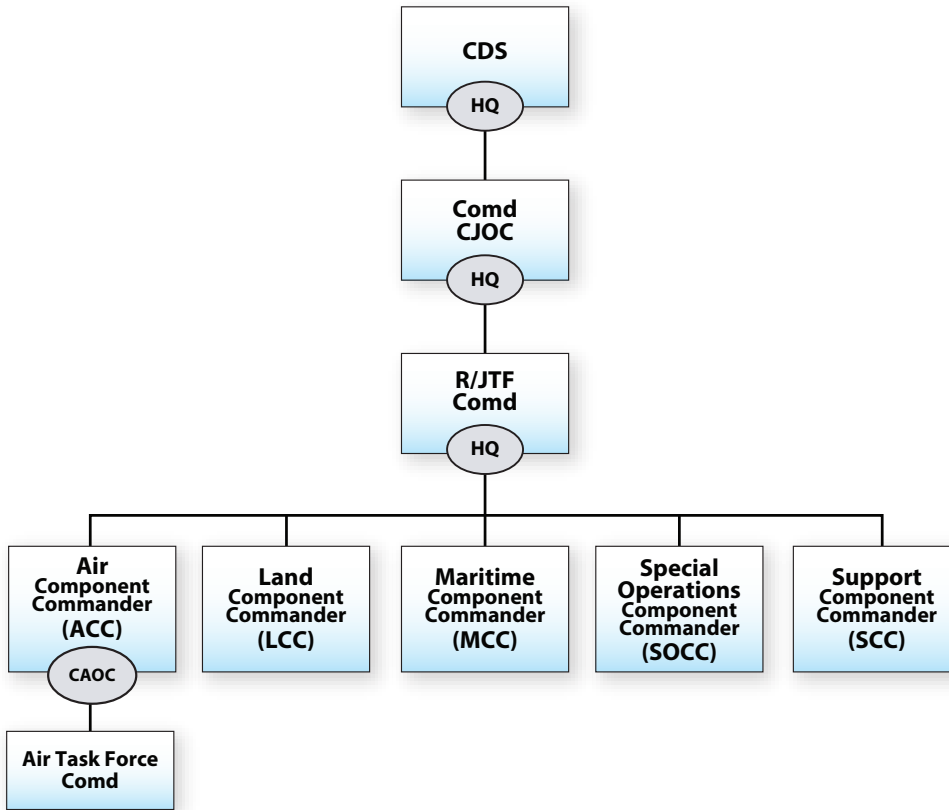 CDS
HQ
Comd
CJOC
HQ
R/JTF
Comd
HQ
Air
Component
Commander
(ACC)
CAOC
Land
Component
Commander
(LCC)
Maritime
Component
Commander
(MCC)
Special
Operations
Component
Commander
(SOCC)
Support
Component
Commander
(SCC)
Air Task Force
Comd